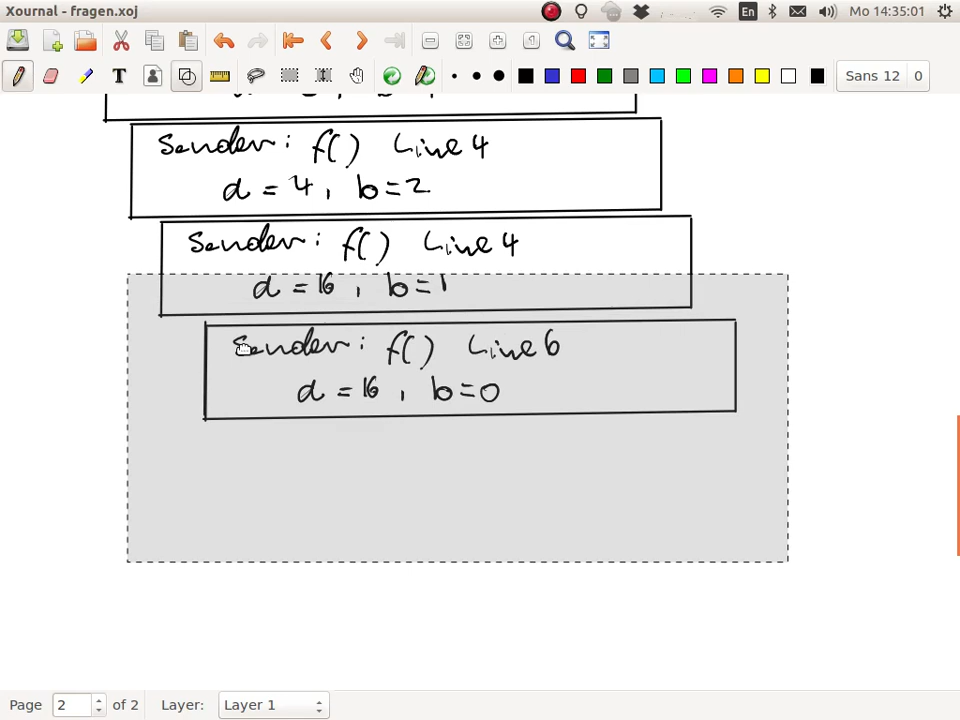 Xournal - fragen.xoj
En
Mo 14:35:01
Sans 12
0
Sender: f() Line 4
a = 4, b=2
Sender: f() Line 4
a = 16, b=1
Sender: f() Line 6
a = 16, b=0
Page
2
of 2
Layer:
Layer 1